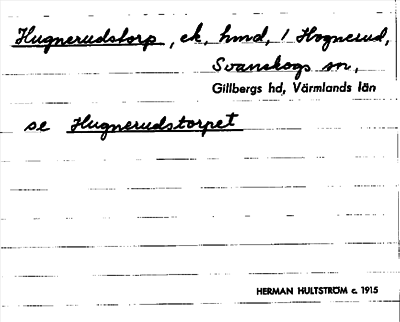 Hugnerudstorp, ek, hmd, / Hognerud,
Svanskogs sn,
Gillbergs hd, Värmlands län
se Hugnerudstorpet
HERMAN HULTSTRÖM c. 1915